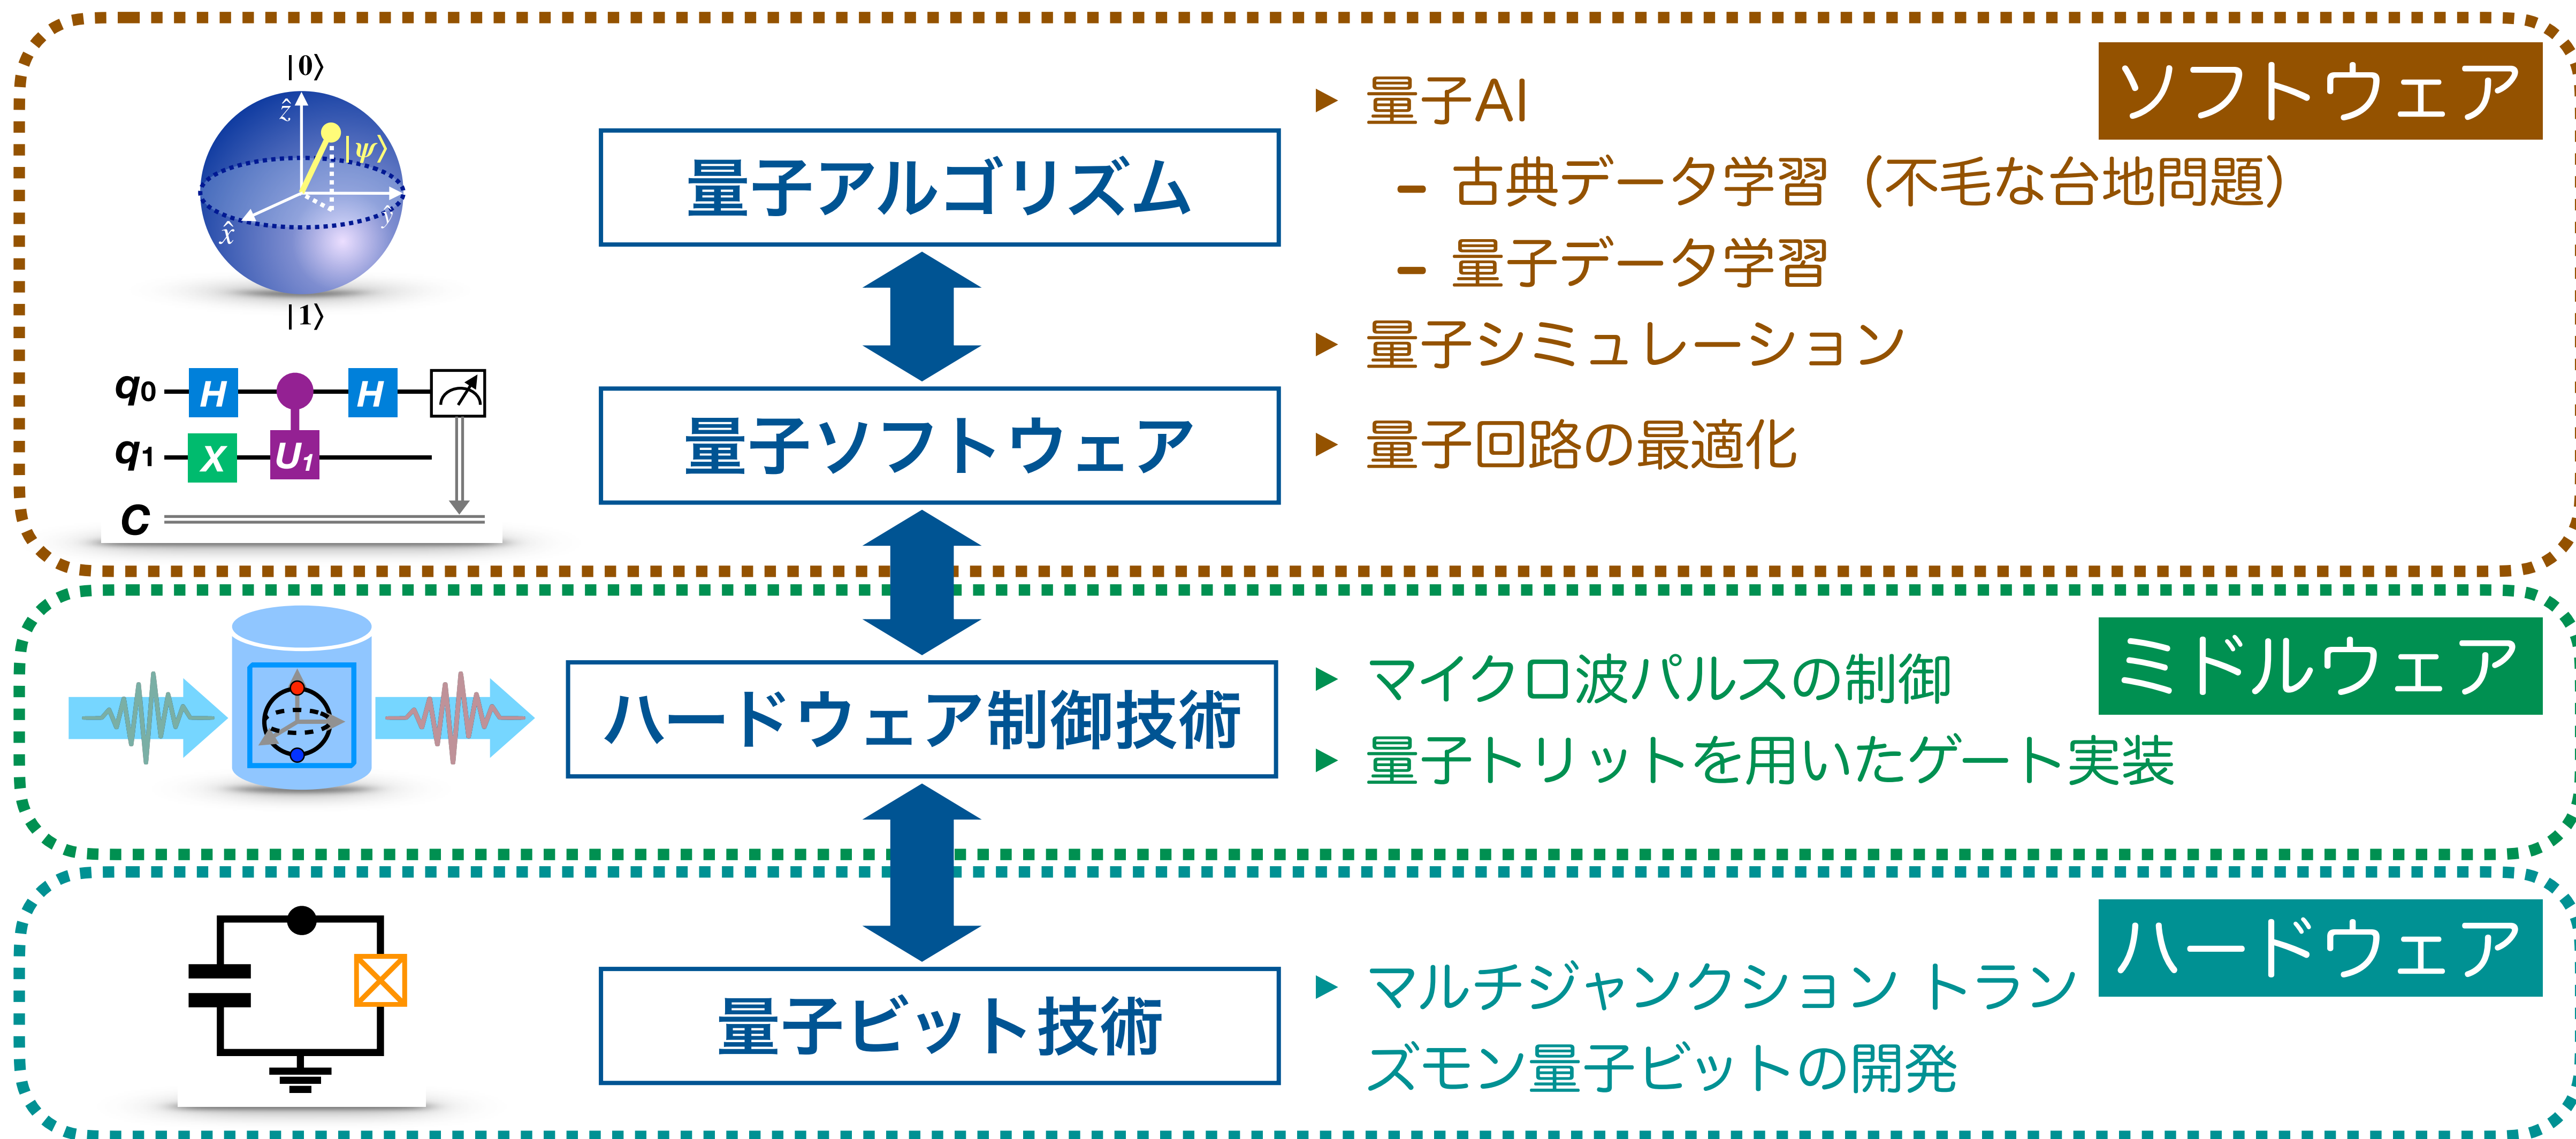 ソフトウェア
|0⟩
ẑ
|ψ⟩
x̂
ŷ
|1⟩
q0 H H
q1 X U1
C
量子アルゴリズム
▶ 量子AI
– 古典データ学習（不毛な台地問題）
– 量子データ学習
▶ 量子シミュレーション
量子ソフトウェア
▶ 量子回路の最適化
ミドルウェア
ハードウェア制御技術
▶ マイクロ波パルスの制御
▶ 量子トリットを用いたゲート実装
ハードウェア
量子ビット技術
▶ マルチジャンクション トラン
ズモン量子ビットの開発